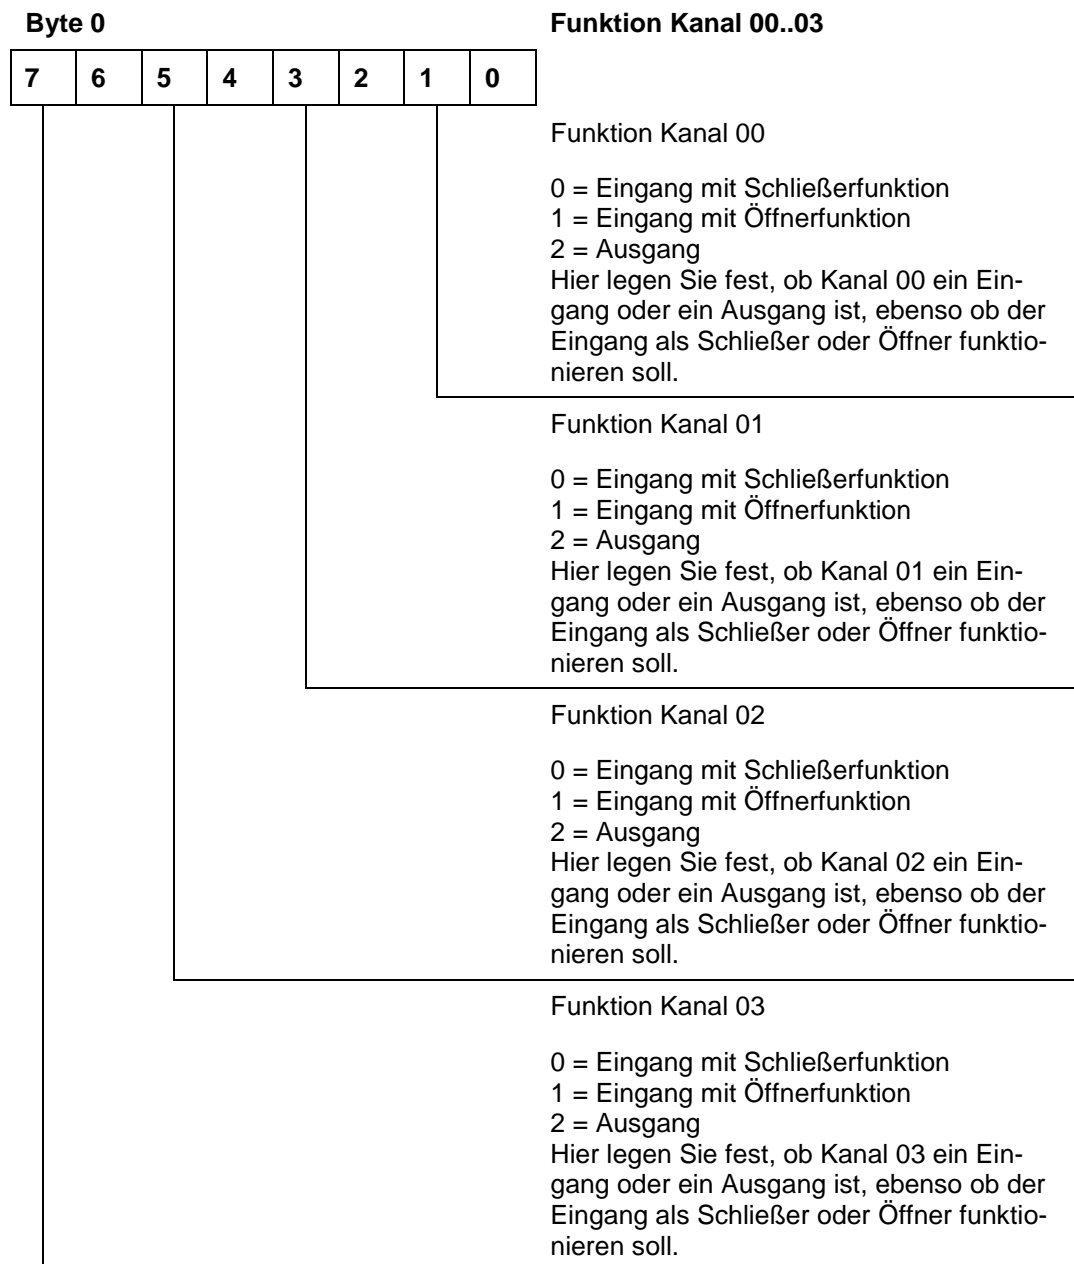 Byte 0 Funktion Kanal 00..03
7 6 5 4 3 2 1 0
Funktion Kanal 00
0 = Eingang mit Schließerfunktion
1 = Eingang mit Öffnerfunktion
2 = Ausgang
Hier legen Sie fest, ob Kanal 00 ein Ein-
gang oder ein Ausgang ist, ebenso ob der
Eingang als Schließer oder Öffner funktio-
nieren soll.
Funktion Kanal 01
0 = Eingang mit Schließerfunktion
1 = Eingang mit Öffnerfunktion
2 = Ausgang
Hier legen Sie fest, ob Kanal 01 ein Ein-
gang oder ein Ausgang ist, ebenso ob der
Eingang als Schließer oder Öffner funktio-
nieren soll.
Funktion Kanal 02
0 = Eingang mit Schließerfunktion
1 = Eingang mit Öffnerfunktion
2 = Ausgang
Hier legen Sie fest, ob Kanal 02 ein Ein-
gang oder ein Ausgang ist, ebenso ob der
Eingang als Schließer oder Öffner funktio-
nieren soll.
Funktion Kanal 03
0 = Eingang mit Schließerfunktion
1 = Eingang mit Öffnerfunktion
2 = Ausgang
Hier legen Sie fest, ob Kanal 03 ein Ein-
gang oder ein Ausgang ist, ebenso ob der
Eingang als Schließer oder Öffner funktio-
nieren soll.